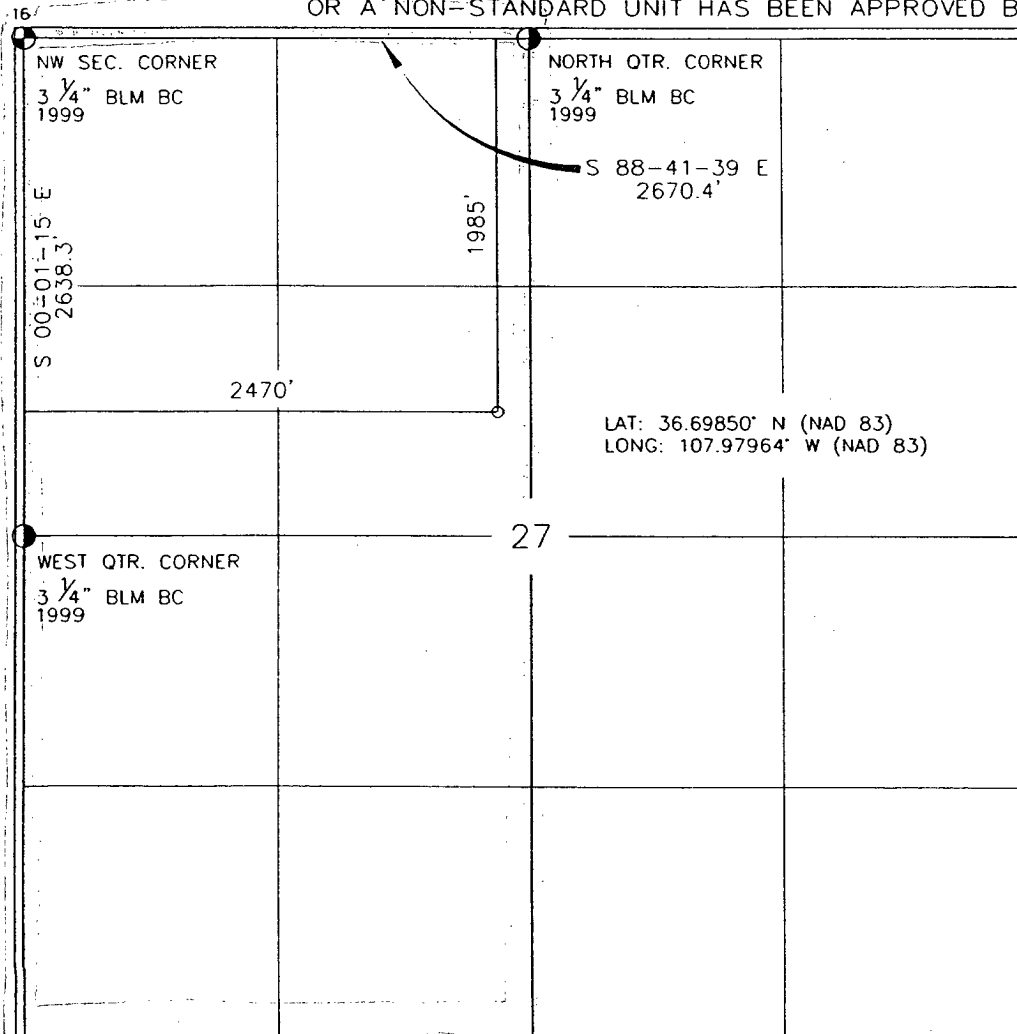 16
OR A NON-STANDARD UNIT HAS BEEN APPROVED B
NW SEC. CORNER
3 1/4" BLM BC
1999
NORTH QTR. CORNER
3 1/4" BLM BC
1999
S 88-41-39 E
2670.4'
1985'
S 00-01-15 E
2638.3'
2470'
LAT: 36.69850° N (NAD 83)
LONG: 107.97964° W (NAD 83)
27
WEST QTR. CORNER
3 1/4" BLM BC
1999